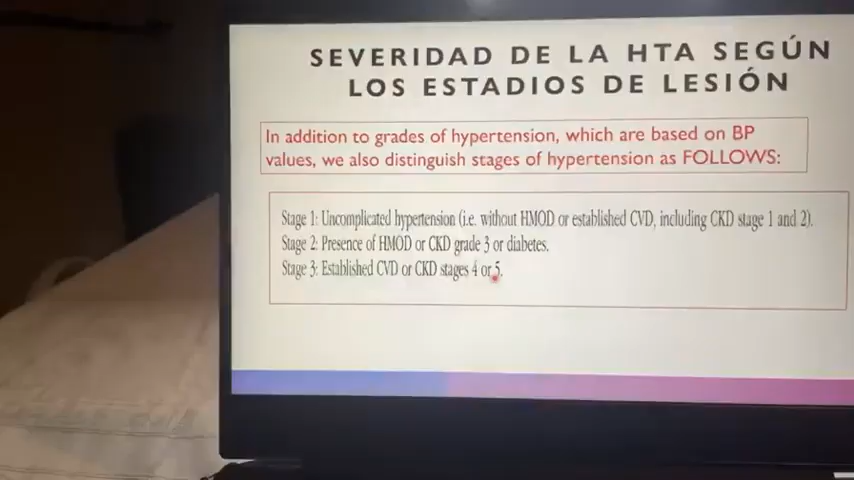 SEVERIDAD DE LA HTA SEGÚN
LOS ESTADIOS DE LESIÓN
In addition to grades of hypertension, which are based on BP
values, we also distinguish stages of hypertension as FOLLOWS:
Stage 1: Uncomplicated hypertension (i.e. without HMOD or established CVD, including CKD stage 1 and 2).
Stage 2: Presence of HMOD or CKD grade 3 or diabetes.
Stage 3: Established CVD or CKD stages 4 or 5.